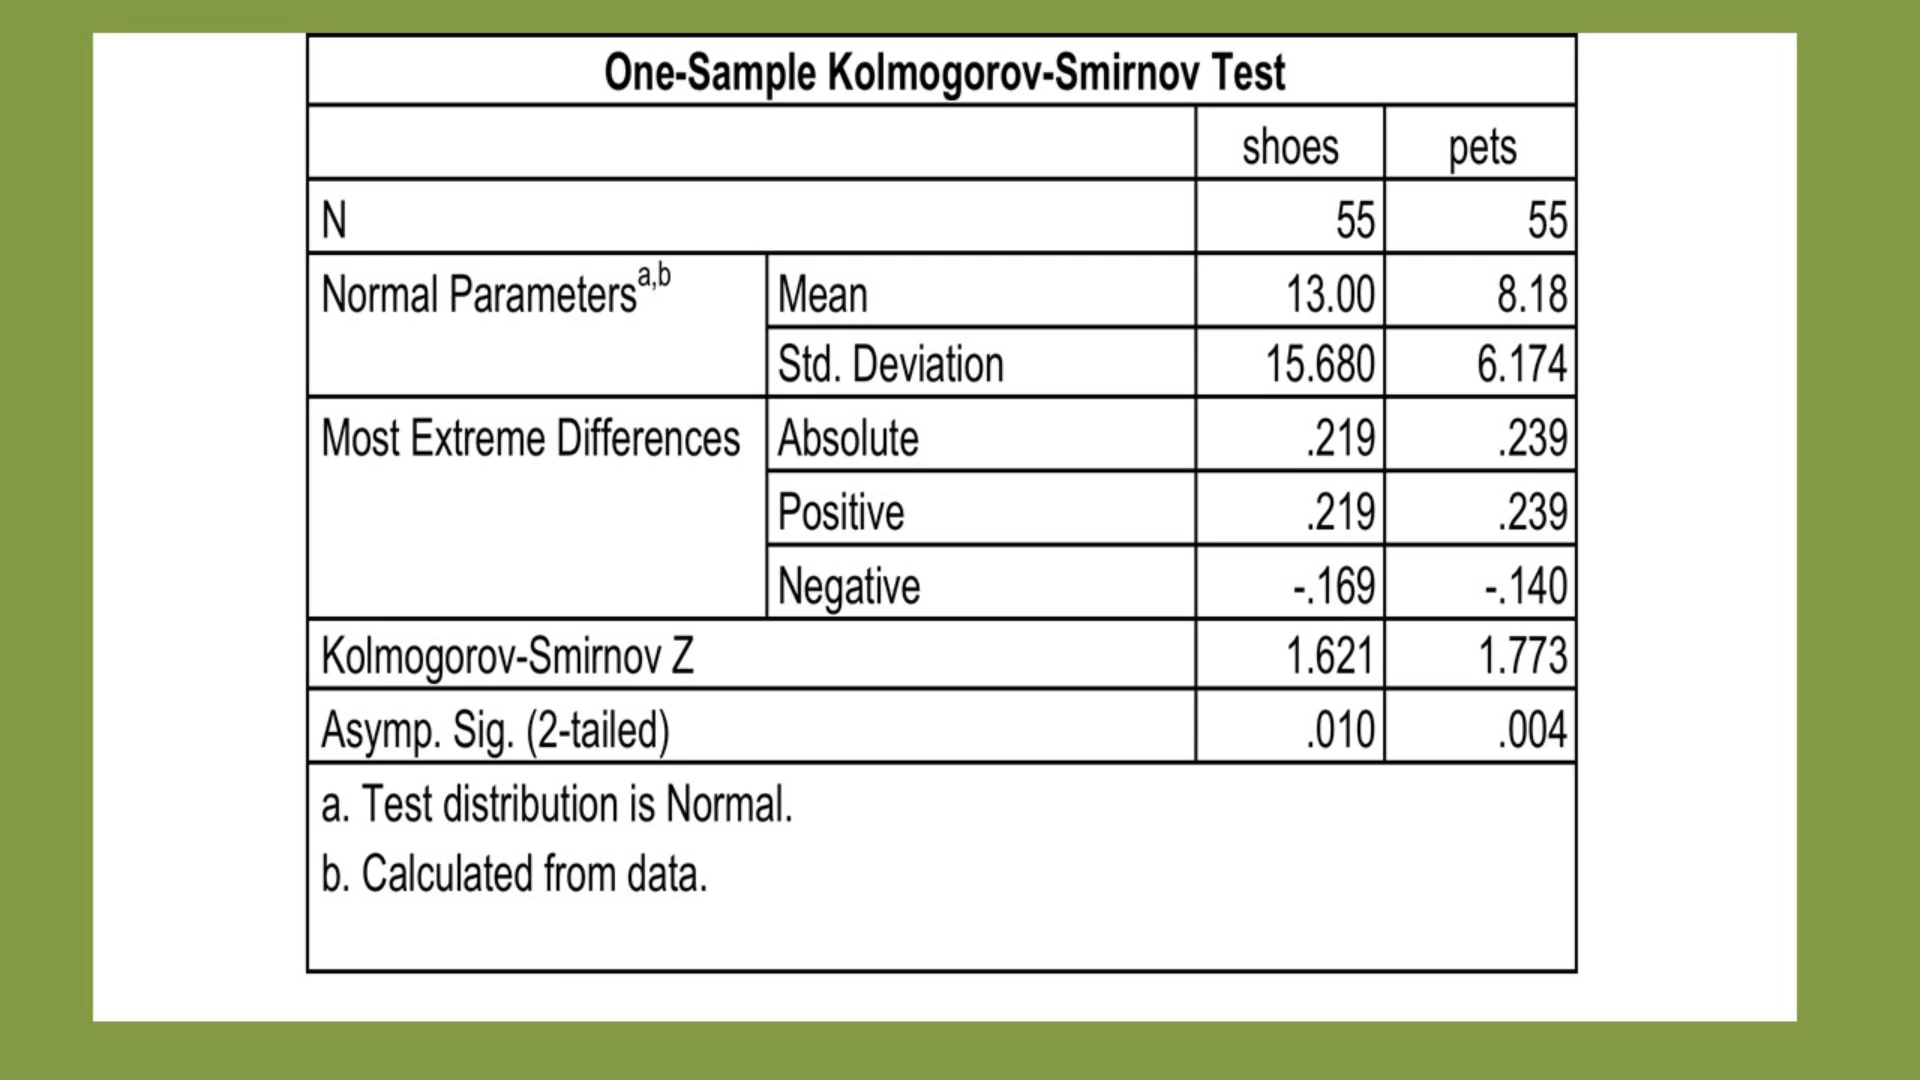 One-Sample Kolmogorov-Smirnov Test
shoes pets
N 55 55
Normal Parametersa,b Mean 13.00 8.18
Std. Deviation 15.680 6.174
Most Extreme Differences Absolute .219 .239
Positive .219 .239
Negative -.169 -.140
Kolmogorov-Smirnov Z 1.621 1.773
Asymp. Sig. (2-tailed) .010 .004
a. Test distribution is Normal.
b. Calculated from data.